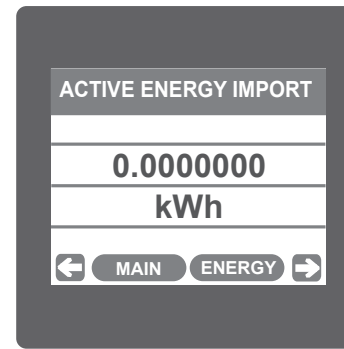 ACTIVE ENERGY IMPORT
0.0000000
kWh
MAIN ENERGY